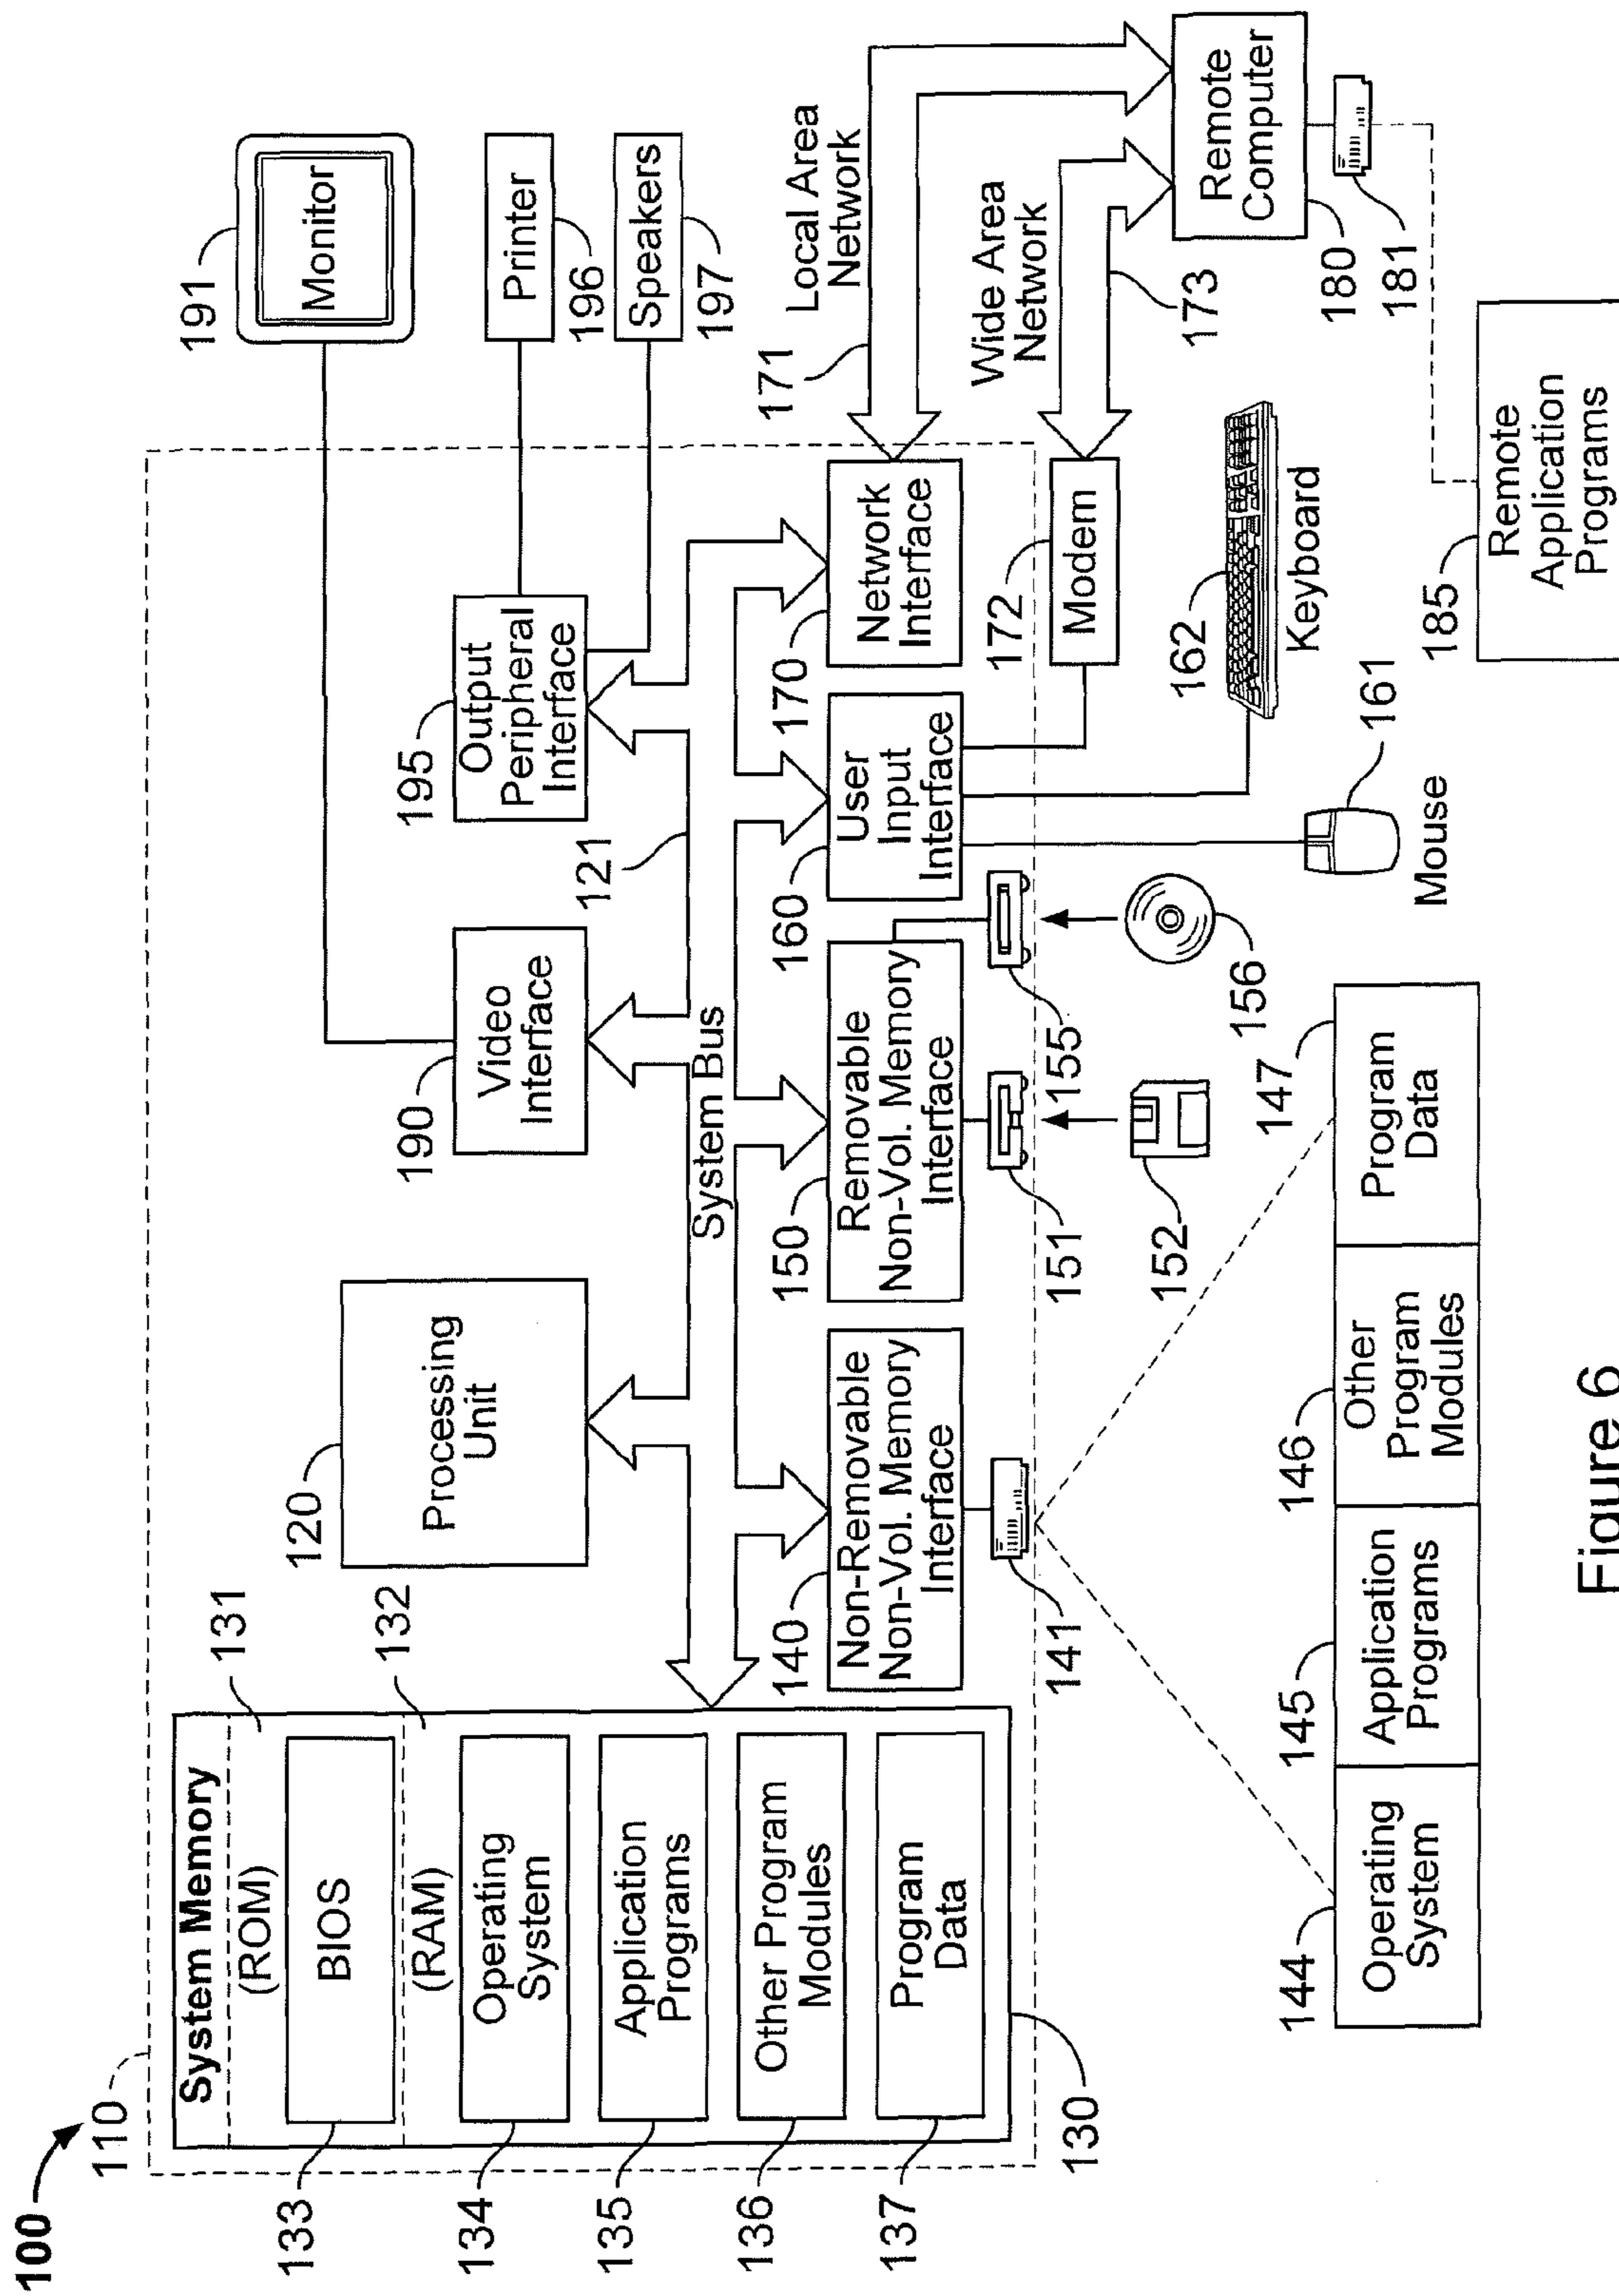 100
110
System Memory
(ROM)
131
BIOS
133
(RAM)
132
Operating
System
134
Application
Programs
135
Other Program
Modules
136
Program
Data
137
130
120
Processing
Unit
190
Video
Interface
195
Output
Peripheral
Interface
191
Monitor
Printer
196
Speakers
197
121
System Bus
140
Non-Removable
Non-Vol. Memory
Interface
150
Removable
Non-Vol. Memory
Interface
160
User
Input
Interface
170
Network
Interface
171
Local Area
Network
172
Modem
Wide Area
Network
173
Remote
Computer
180
181
141
151
155
152
156
162
Keyboard
161
Mouse
144
Operating
System
145
Application
Programs
146
Other
Program
Modules
147
Program
Data
185
Remote
Application
Programs
Figure 6